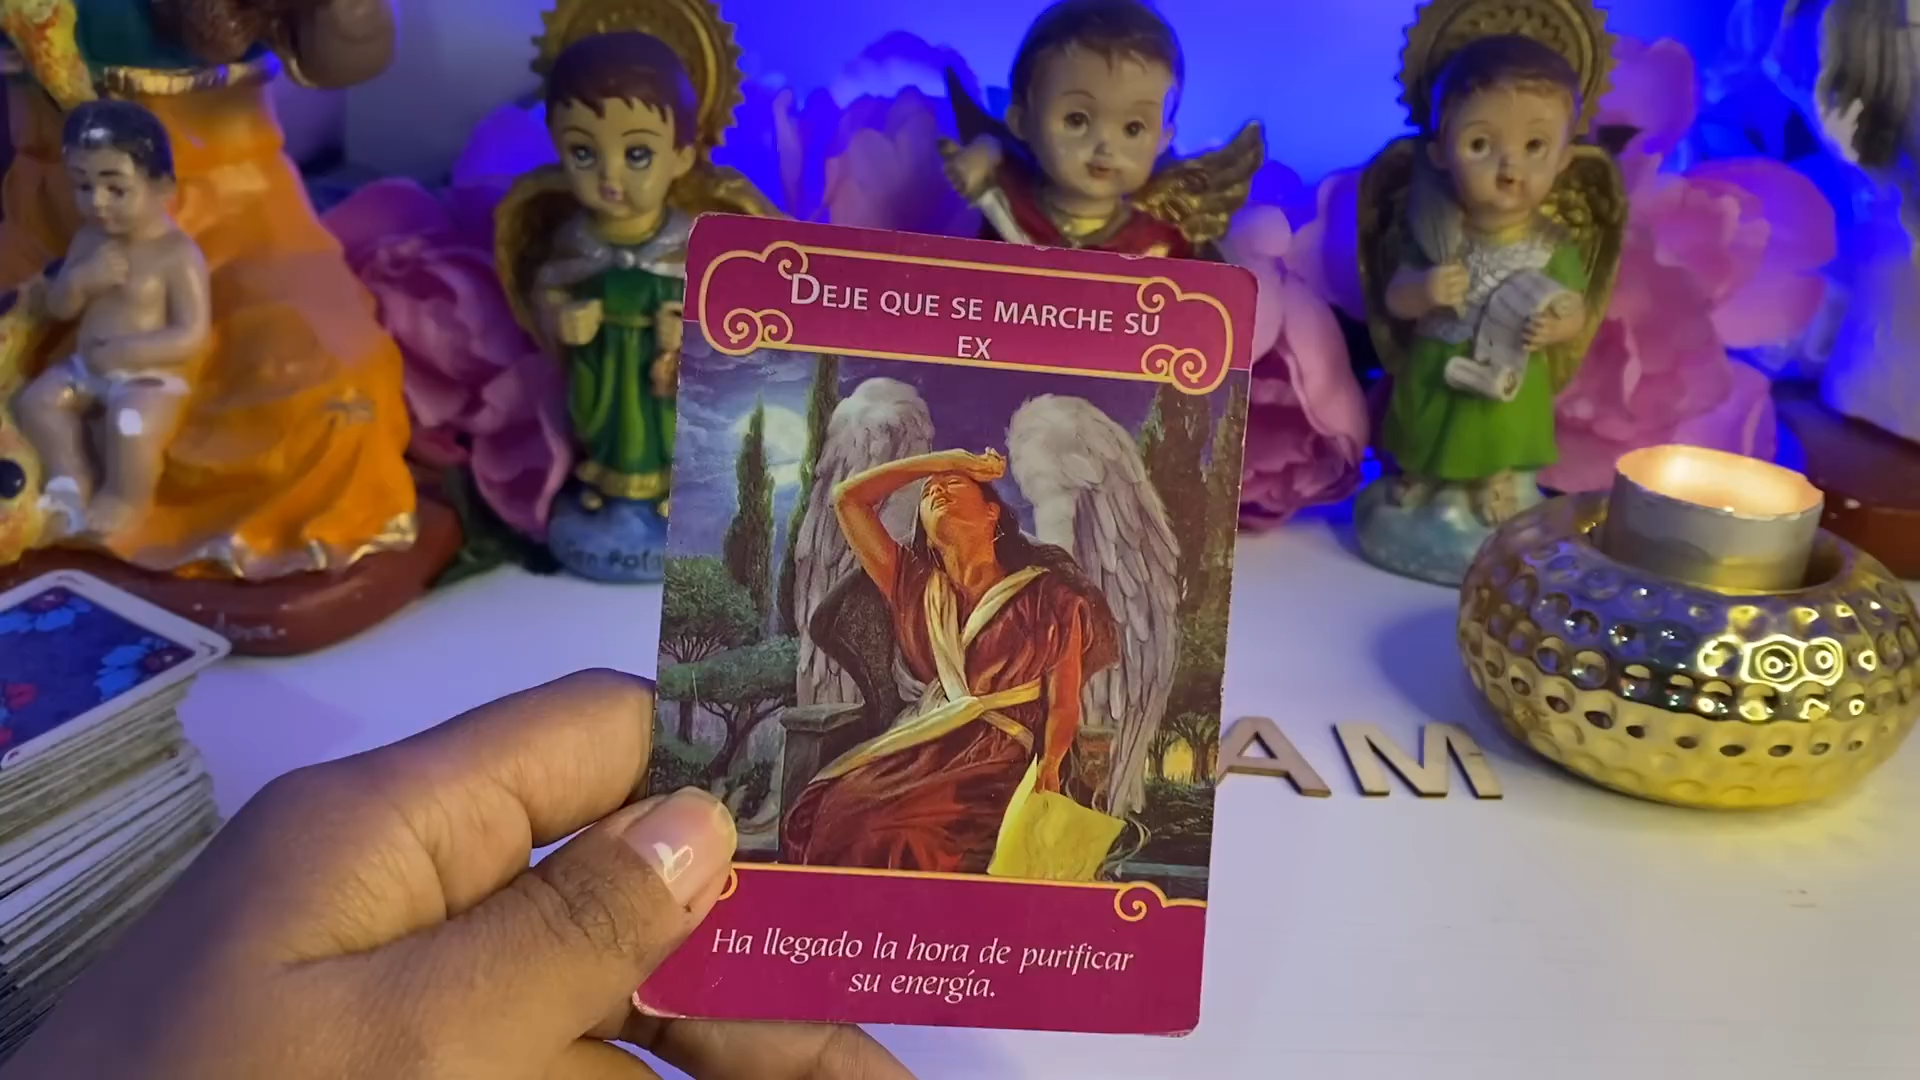 DEJE QUE SE MARCHE SU
EX
Ha llegado la hora de purificar
su energía.
AM